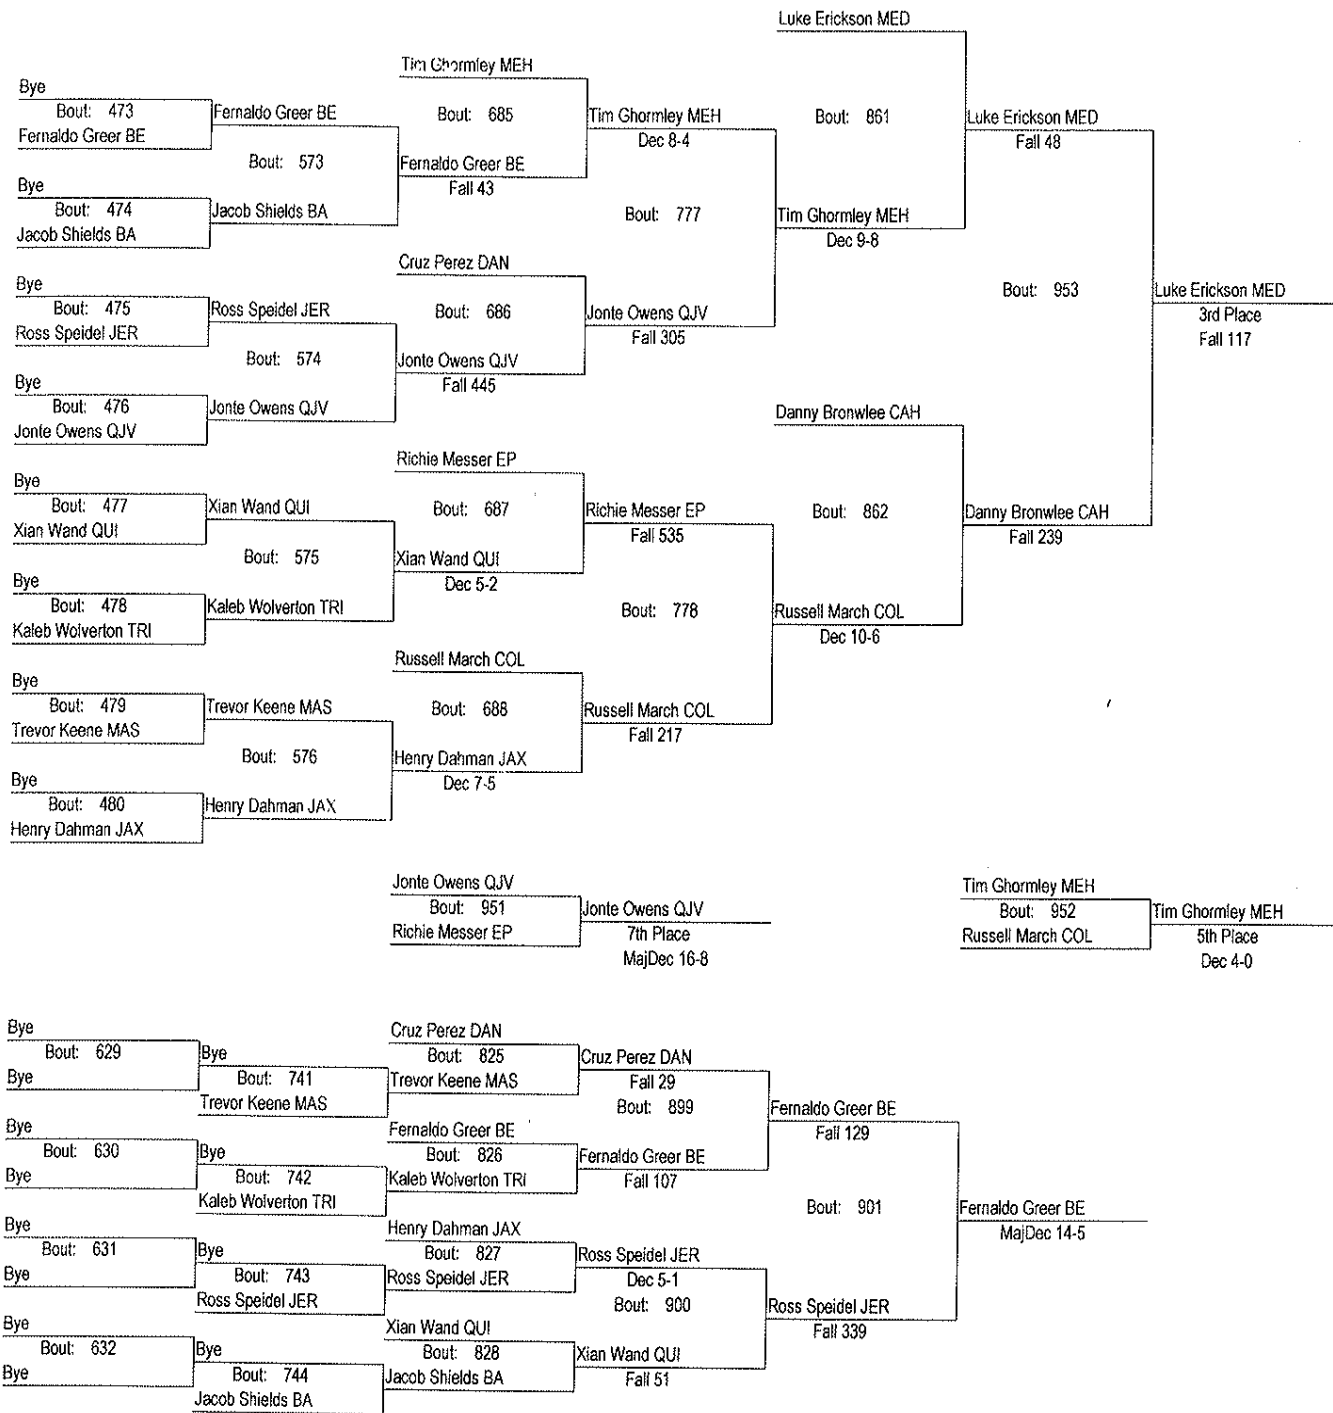 Luke Erickson MED
Tim Ghormley MEH
Bye
Bout: 473
Fernaldo Greer BE
Fernaldo Greer BE
Bout: 685
Tim Ghormley MEH
Dec 8-4
Bout: 861
Luke Erickson MED
Fall 48
Bout: 573
Fernaldo Greer BE
Fall 43
Bye
Bout: 474
Jacob Shields BA
Jacob Shields BA
Bout: 777
Tim Ghormley MEH
Dec 9-8
Cruz Perez DAN
Bye
Bout: 475
Ross Speidel JER
Ross Speidel JER
Bout: 686
Jonte Owens QJV
Fall 305
Bout: 953
Luke Erickson MED
3rd Place
Fall 117
Bout: 574
Jonte Owens QJV
Fall 445
Bye
Bout: 476
Jonte Owens QJV
Jonte Owens QJV
Danny Bronwlee CAH
Richie Messer EP
Bye
Bout: 477
Xian Wand QUI
Xian Wand QUI
Bout: 687
Richie Messer EP
Fall 535
Bout: 862
Danny Bronwlee CAH
Fall 239
Bout: 575
Xian Wand QUI
Dec 5-2
Bye
Bout: 478
Kaleb Wolverton TRI
Kaleb Wolverton TRI
Bout: 778
Russell March COL
Dec 10-6
Russell March COL
Bye
Bout: 479
Trevor Keene MAS
Trevor Keene MAS
Bout: 688
Russell March COL
Fall 217
Bout: 576
Henry Dahman JAX
Dec 7-5
Bye
Bout: 480
Henry Dahman JAX
Henry Dahman JAX
Jonte Owens QJV
Bout: 951
Richie Messer EP
Jonte Owens QJV
7th Place
MajDec 16-8
Tim Ghormley MEH
Bout: 952
Russell March COL
Tim Ghormley MEH
5th Place
Dec 4-0
Bye
Bout: 629
Bye
Bye
Bout: 741
Trevor Keene MAS
Cruz Perez DAN
Bout: 825
Trevor Keene MAS
Cruz Perez DAN
Fall 29
Bout: 899
Fernaldo Greer BE
Fall 129
Bye
Bout: 630
Bye
Bye
Bout: 742
Kaleb Wolverton TRI
Fernaldo Greer BE
Bout: 826
Kaleb Wolverton TRI
Fernaldo Greer BE
Fall 107
Bout: 901
Fernaldo Greer BE
MajDec 14-5
Bye
Bout: 631
Bye
Bye
Bout: 743
Ross Speidel JER
Henry Dahman JAX
Bout: 827
Ross Speidel JER
Ross Speidel JER
Dec 5-1
Bout: 900
Ross Speidel JER
Fall 339
Bye
Bout: 632
Bye
Bye
Bout: 744
Jacob Shields BA
Xian Wand QUI
Bout: 828
Jacob Shields BA
Xian Wand QUI
Fall 51